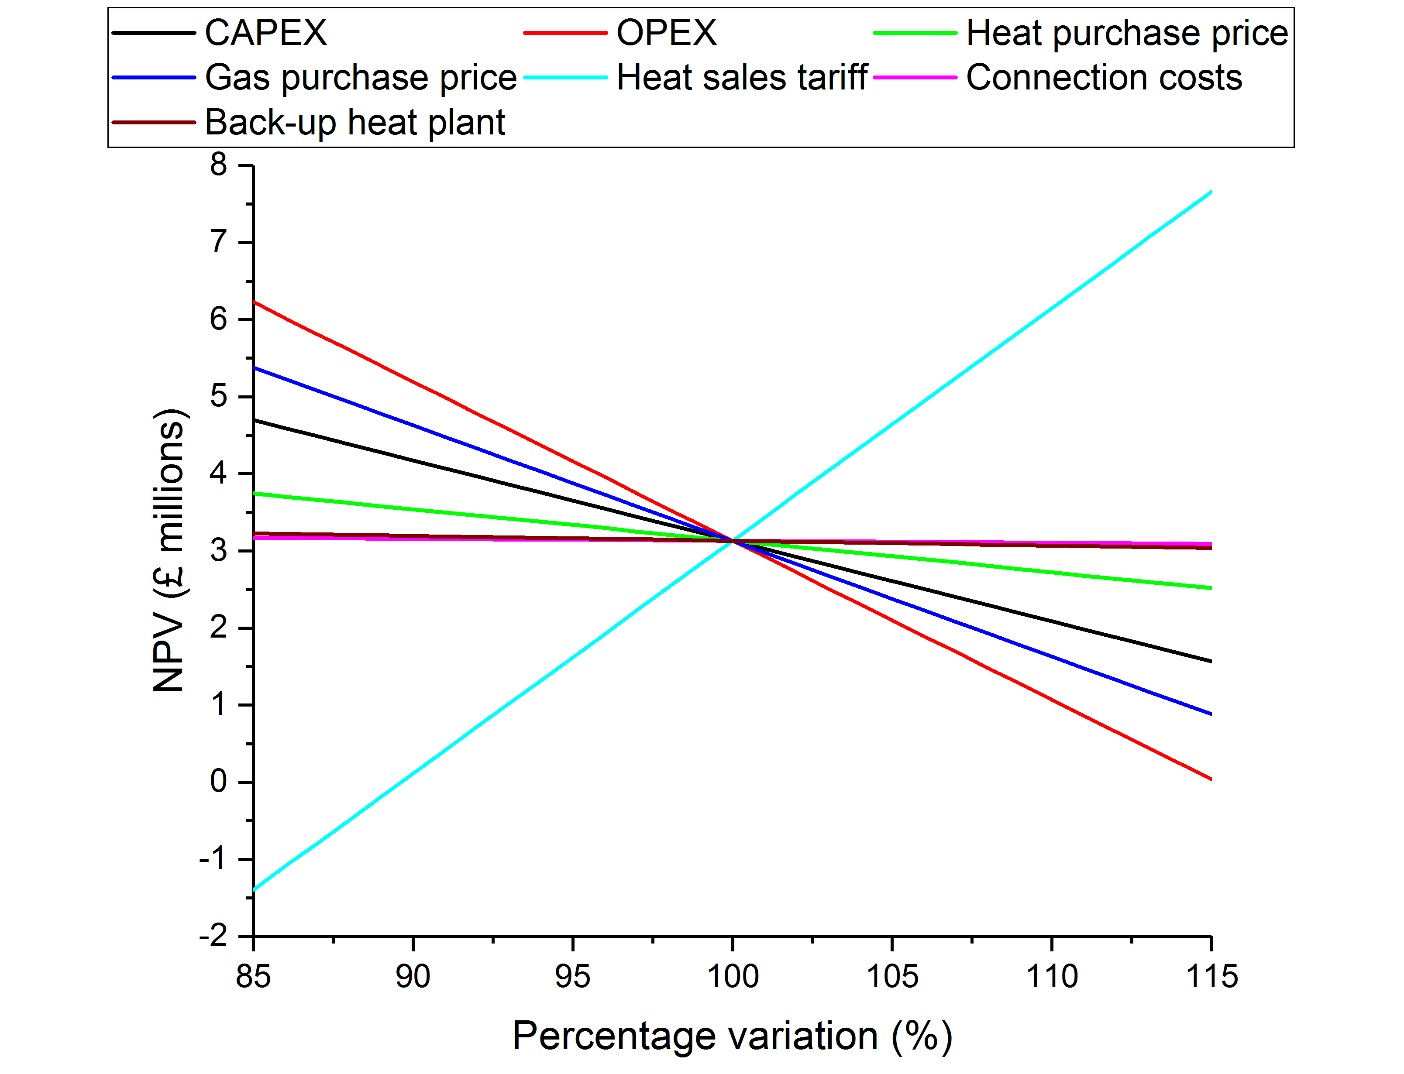 CAPEX OPEX Heat purchase price
Gas purchase price Heat sales tariff Connection costs
Back-up heat plant
8
7
6
5
4
3
2
1
0
-1
-2
NPV (£ millions)
85 90 95 100 105 110 115
Percentage variation (%)